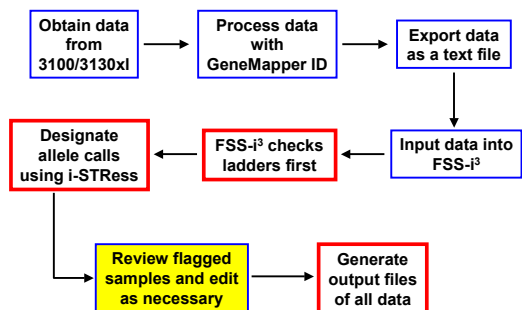 Obtain data
from
3100/3130xl
Process data
with
GeneMapper ID
Export data
as a text file
Input data into
FSS-i³
FSS-i³ checks
ladders first
Designate
allele calls
using i-STRess
Review flagged
samples and edit
as necessary
Generate
output files
of all data